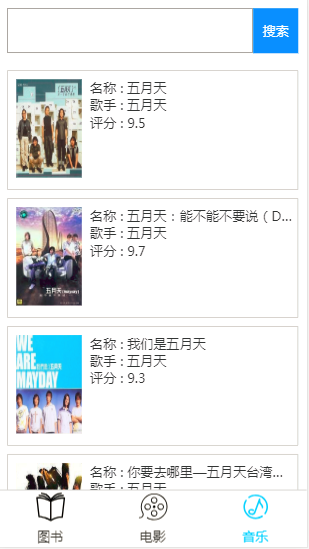 搜索
名称 : 五月天
歌手 : 五月天
评分 : 9.5
名称 : 五月天：能不能不要说（D...
歌手 : 五月天
评分 : 9.7
WE
ARE
MAYDAY
名称 : 我们是五月天
歌手 : 五月天
评分 : 9.3
名称 : 你要去哪里—五月天台湾...
歌手 : 五月天
图书
电影
音乐